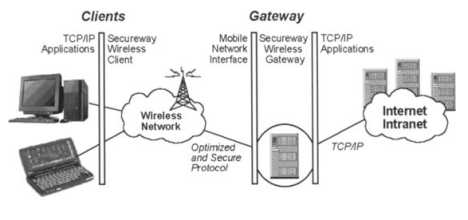 Clients
Gateway
TCP/IP
Applications
Secureway
Wireless
Client
Mobile
Network
Interface
Secureway
Wireless
Gateway
TCP/IP
Applications
Wireless
Network
Internet
Intranet
Optimized
and Secure
Protocol
TCP/IP